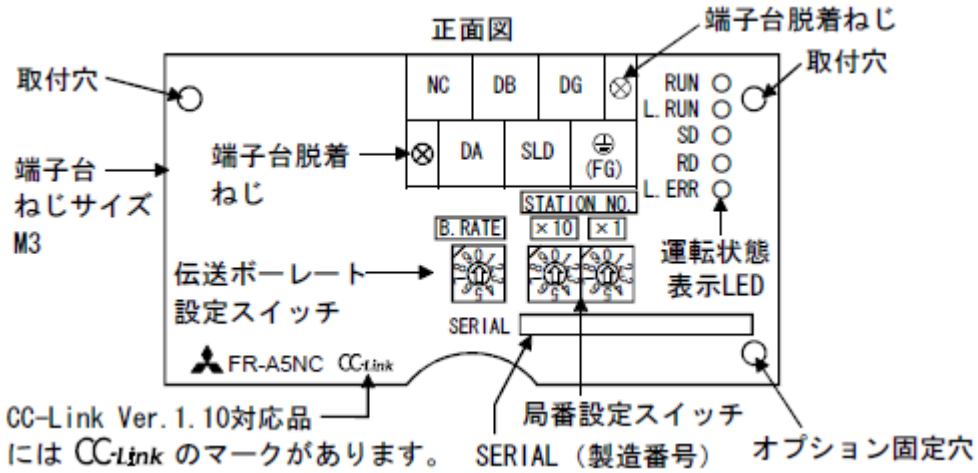 正面図
端子台脱着ねじ
取付穴
取付穴
NC DB DG
RUN
L.RUN
SD
RD
L.ERR
端子台脱着
ねじ
DA SLD (FG)
端子台
ねじサイズ
M3
STATION NO.
B.RATE ×10 ×1
運転状態
表示LED
伝送ボーレート
設定スイッチ
SERIAL
FR-A5NC CC-Link
CC-Link Ver.1.10対応品
には CC-Link のマークがあります。
局番設定スイッチ
SERIAL (製造番号)
オプション固定穴